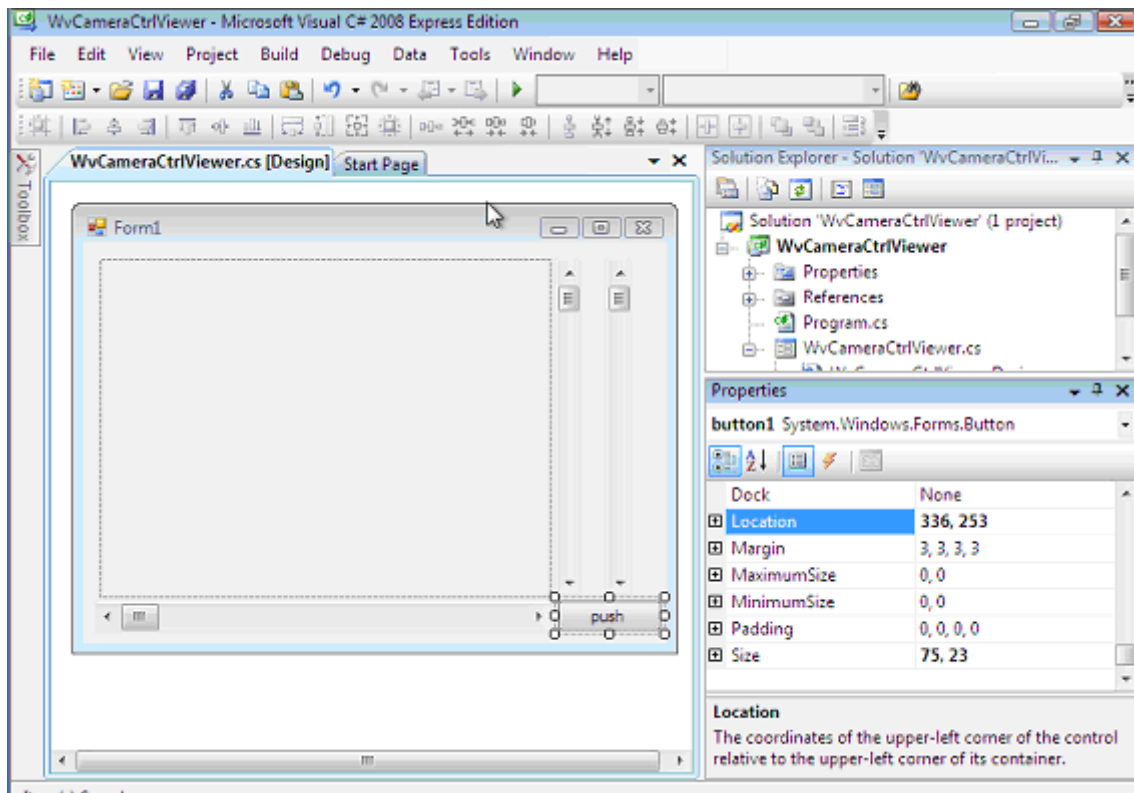 WvCameraCtrlViewer - Microsoft Visual C# 2008 Express Edition
File Edit View Project Build Debug Data Tools Window Help
WvCameraCtrlViewer.cs [Design] Start Page
Toolbox
Form1
push
Solution Explorer - Solution 'WvCameraCtrlVi...
Solution 'WvCameraCtrlViewer' (1 project)
WvCameraCtrlViewer
Properties
References
Program.cs
WvCameraCtrlViewer.cs
Properties
button1 System.Windows.Forms.Button
Dock None
Location 336, 253
Margin 3, 3, 3, 3
MaximumSize 0, 0
MinimumSize 0, 0
Padding 0, 0, 0, 0
Size 75, 23
Location
The coordinates of the upper-left corner of the control
relative to the upper-left corner of its container.